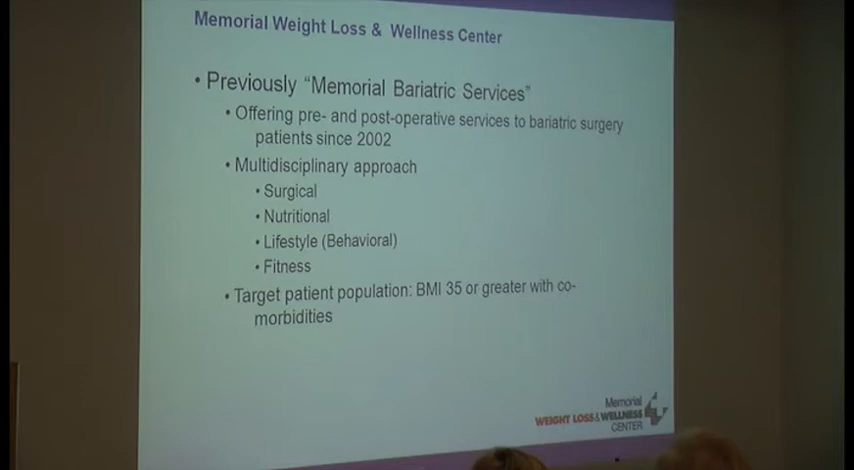 Memorial Weight Loss & Wellness Center
• Previously “Memorial Bariatric Services”
• Offering pre- and post-operative services to bariatric surgery
patients since 2002
• Multidisciplinary approach
• Surgical
• Nutritional
• Lifestyle (Behavioral)
• Fitness
• Target patient population: BMI 35 or greater with co-
morbidities
Memorial
WEIGHT LOSS & WELLNESS
CENTER